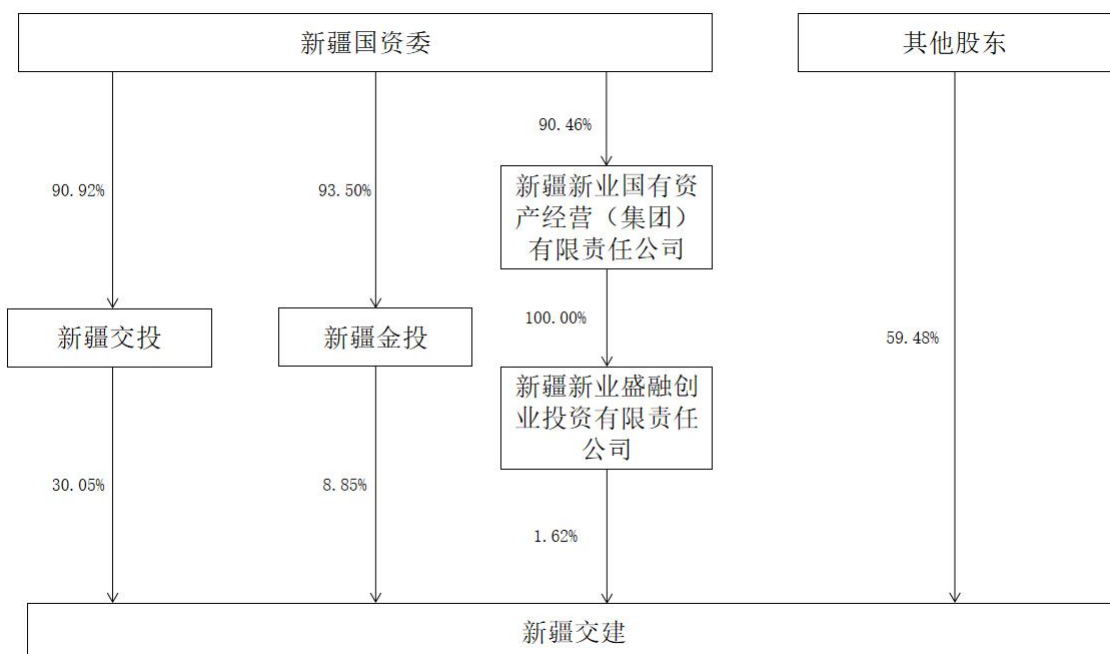 新疆国资委
其他股东
90.46%
90.92%
93.50%
新疆新业国有资
产经营（集团）
有限责任公司
100.00%
新疆交投
新疆金投
59.48%
新疆新业盛融创
业投资有限责任
公司
30.05%
8.85%
1.62%
新疆交建